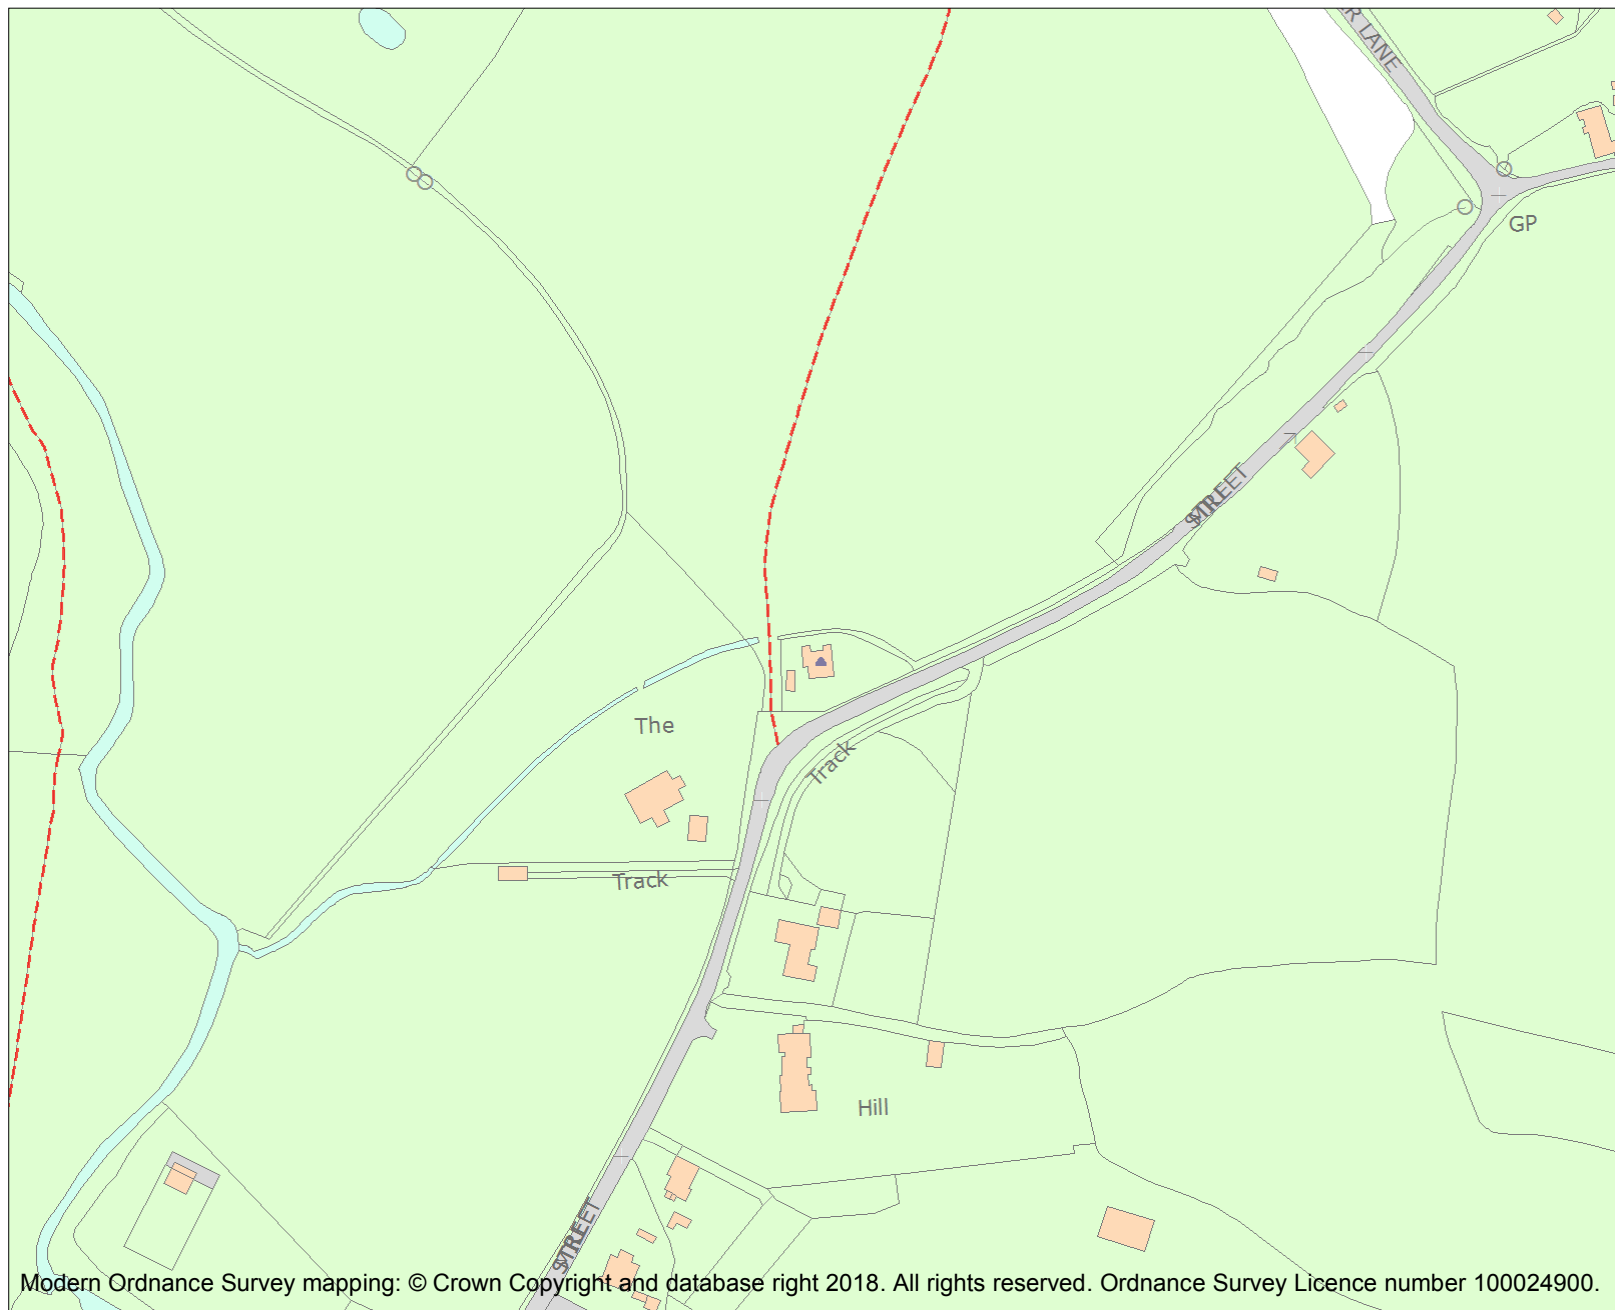 R LANE
GP
STREET
The
Track
Track
Hill
STREET
Modern Ordnance Survey mapping: © Crown Copyright and database right 2018. All rights reserved. Ordnance Survey Licence number 100024900.